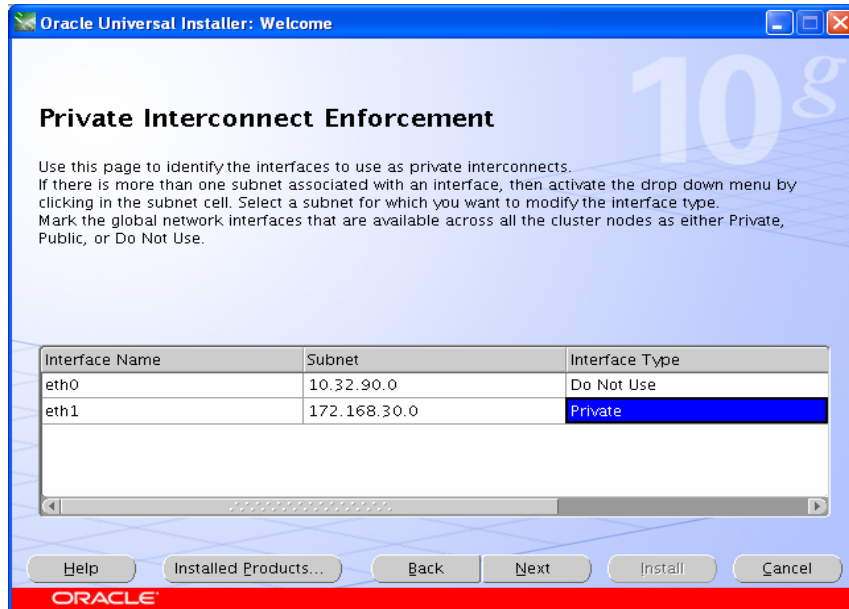 Oracle Universal Installer: Welcome
10g
Private Interconnect Enforcement
Use this page to identify the interfaces to use as private interconnects.
If there is more than one subnet associated with an interface, then activate the drop down menu by
clicking in the subnet cell. Select a subnet for which you want to modify the interface type.
Mark the global network interfaces that are available across all the cluster nodes as either Private,
Public, or Do Not Use.
Interface Name Subnet Interface Type
eth0 10.32.90.0 Do Not Use
eth1 172.168.30.0 Private
Help Installed Products... Back Next Install Cancel
ORACLE